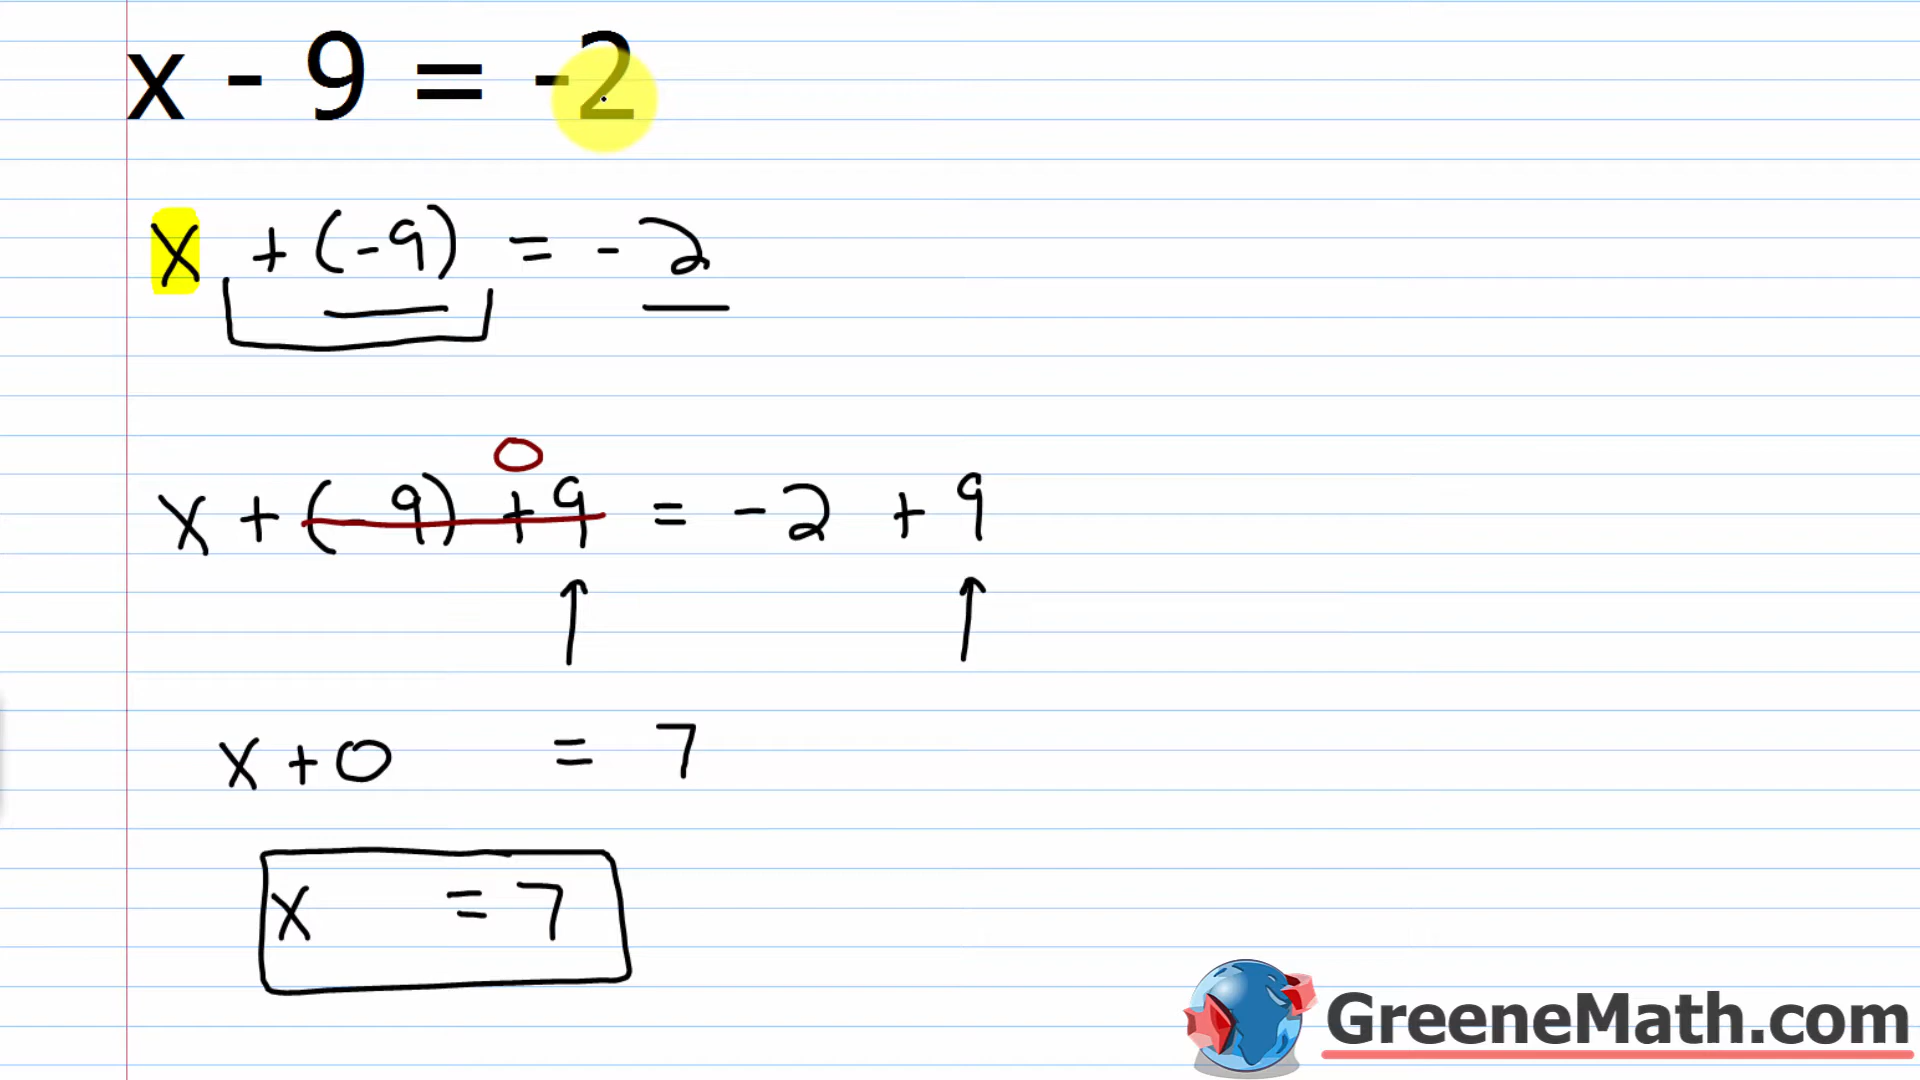 x - 9 = -2
x + (-9) = -2
0
x + (-9) + 9 = -2 + 9
x + 0 = 7
x = 7
GreeneMath.com